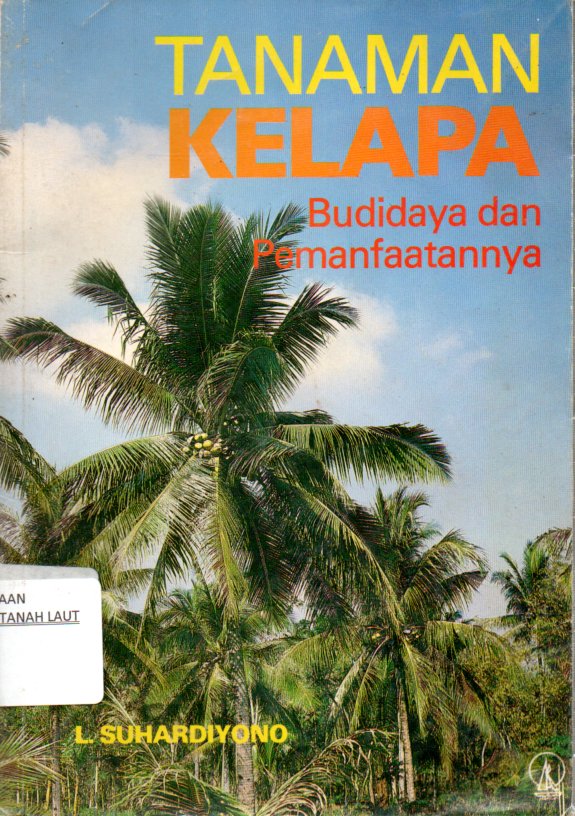 TANAMAN
KELAPA
Budidaya dan
Pemanfaatannya
AAN
TANAH LAUT
L. SUHARDIYONO